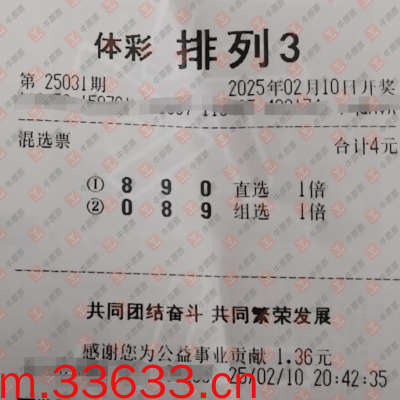 体彩 排列3
第 25031期 2025年02月10日开奖
混选票 合计4元
① 8 9 0 直选 1倍
② 0 8 9 组选 1倍
共同团结奋斗 共同繁荣发展
感谢您为公益事业贡献 1.36元
25/02/10 20:42:35
m.33633.cn